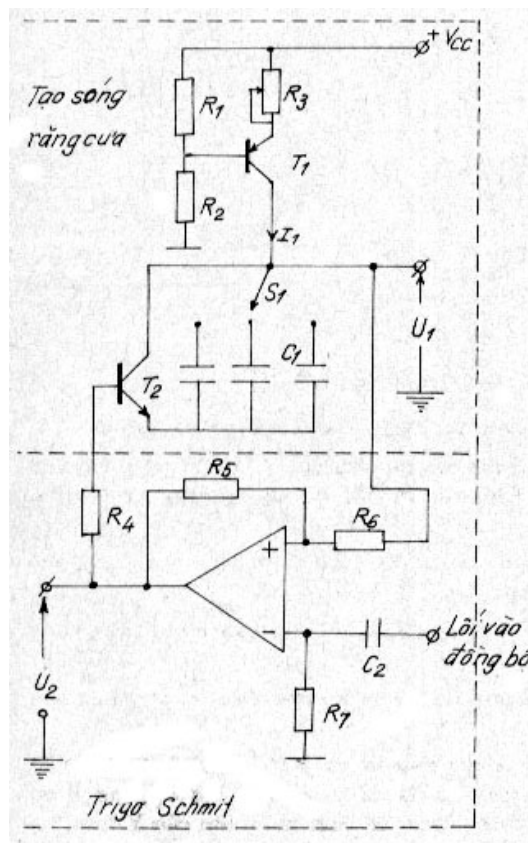 + Vcc
Tạo sóng
răng cưa
R1
R3
T1
R2
I1
S1
U1
C1
T2
R5
R4
R6
+
-
Lối vào
đồng bộ
C2
U2
R7
Trigơ Schmit